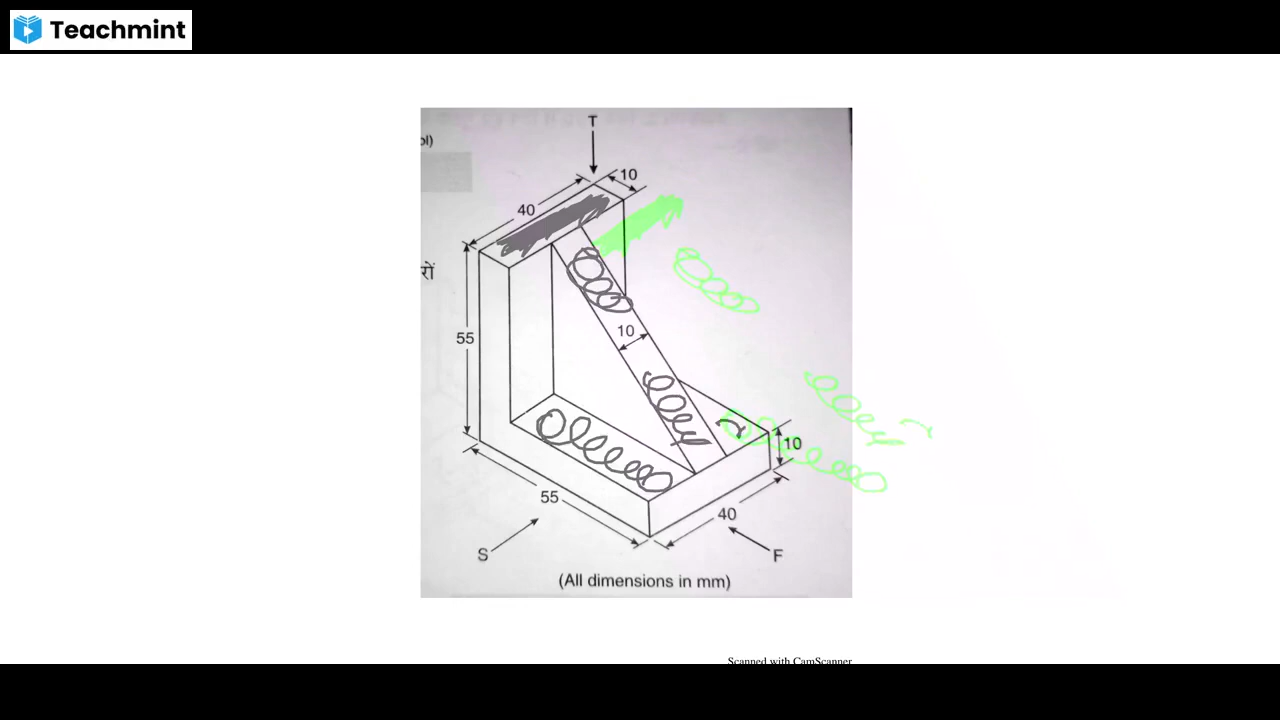 Teachmint
T
ol)
10
40
रों
55
10
10
55
40
S
F
(All dimensions in mm)
Scanned with CamScanner